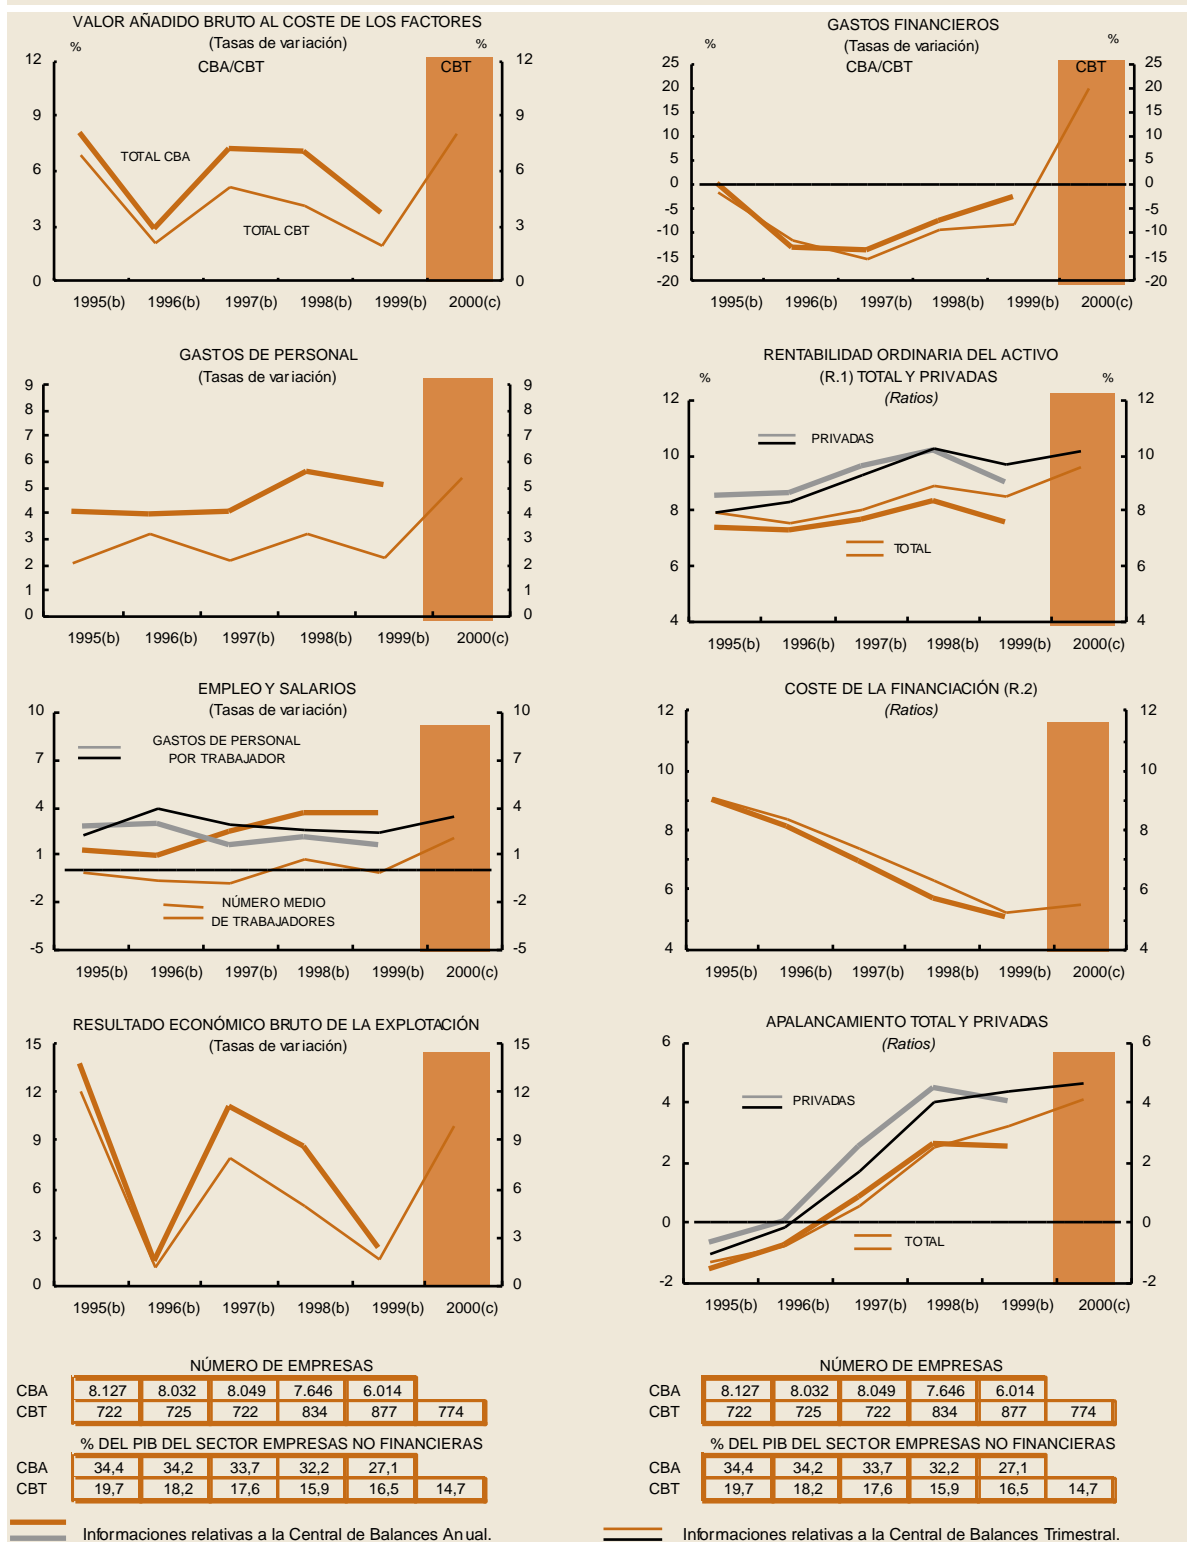 VALOR AÑADIDO BRUTO AL COSTE DE LOS FACTORES
(Tasas de variación)
% %
CBA/CBT CBT
12 12
9 9
TOTAL CBA
6 6
TOTAL CBT
3 3
0 0
1995(b) 1996(b) 1997(b) 1998(b) 1999(b) 2000(c)
GASTOS FINANCIEROS
(Tasas de variación)
% %
CBA/CBT CBT
25 25
20 20
15 15
10 10
5 5
0 0
-5 -5
-10 -10
-15 -15
-20 -20
1995(b) 1996(b) 1997(b) 1998(b) 1999(b) 2000(c)
GASTOS DE PERSONAL
(Tasas de variación)
9 9
8 8
7 7
6 6
5 5
4 4
3 3
2 2
1 1
0 0
1995(b) 1996(b) 1997(b) 1998(b) 1999(b) 2000(c)
RENTABILIDAD ORDINARIA DEL ACTIVO
(R.1) TOTAL Y PRIVADAS
% %
(Ratios)
12 12
PRIVADAS
10 10
8 8
TOTAL
6 6
4 4
1995(b) 1996(b) 1997(b) 1998(b) 1999(b) 2000(c)
EMPLEO Y SALARIOS
(Tasas de variación)
10 10
GASTOS DE PERSONAL
POR TRABAJADOR
7 7
4 4
1 1
-2 -2
NÚMERO MEDIO
DE TRABAJADORES
-5 -5
1995(b) 1996(b) 1997(b) 1998(b) 1999(b) 2000(c)
COSTE DE LA FINANCIACIÓN (R.2)
(Ratios)
12 12
10 10
8 8
6 6
4 4
1995(b) 1996(b) 1997(b) 1998(b) 1999(b) 2000(c)
RESULTADO ECONÓMICO BRUTO DE LA EXPLOTACIÓN
(Tasas de variación)
15 15
12 12
9 9
6 6
3 3
0 0
1995(b) 1996(b) 1997(b) 1998(b) 1999(b) 2000(c)
APALANCAMIENTO TOTAL Y PRIVADAS
(Ratios)
6 6
4 4
PRIVADAS
2 2
0 0
TOTAL
-2 -2
1995(b) 1996(b) 1997(b) 1998(b) 1999(b) 2000(c)
NÚMERO DE EMPRESAS
CBA 8.127 8.032 8.049 7.646 6.014
CBT 722 725 722 834 877 774
% DEL PIB DEL SECTOR EMPRESAS NO FINANCIERAS
CBA 34,4 34,2 33,7 32,2 27,1
CBT 19,7 18,2 17,6 15,9 16,5 14,7
NÚMERO DE EMPRESAS
CBA 8.127 8.032 8.049 7.646 6.014
CBT 722 725 722 834 877 774
% DEL PIB DEL SECTOR EMPRESAS NO FINANCIERAS
CBA 34,4 34,2 33,7 32,2 27,1
CBT 19,7 18,2 17,6 15,9 16,5 14,7
Informaciones relativas a la Central de Balances Anual.
Informaciones relativas a la Central de Balances Trimestral.